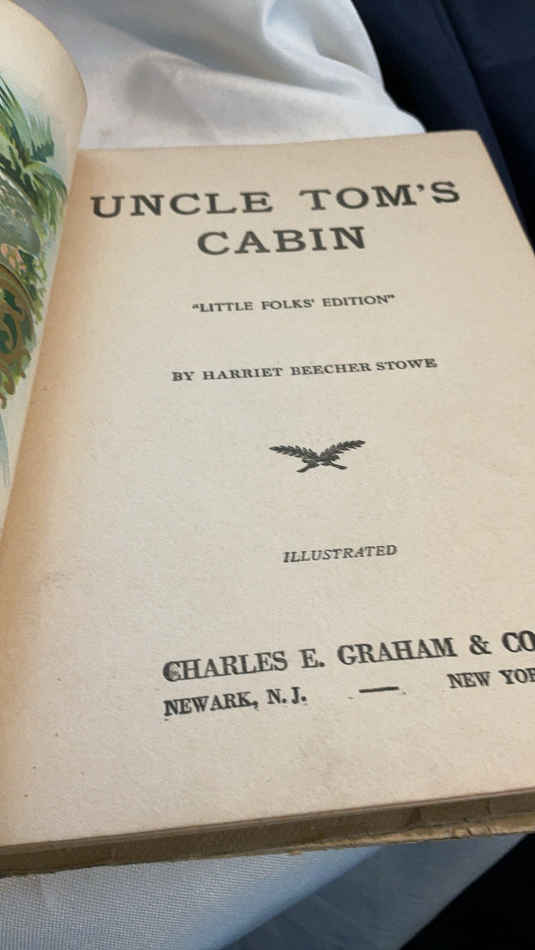 UNCLE TOM'S
CABIN
"LITTLE FOLKS' EDITION"
BY HARRIET BEECHER STOWE
ILLUSTRATED
CHARLES E. GRAHAM & CO
NEWARK, N. J. — NEW YOR